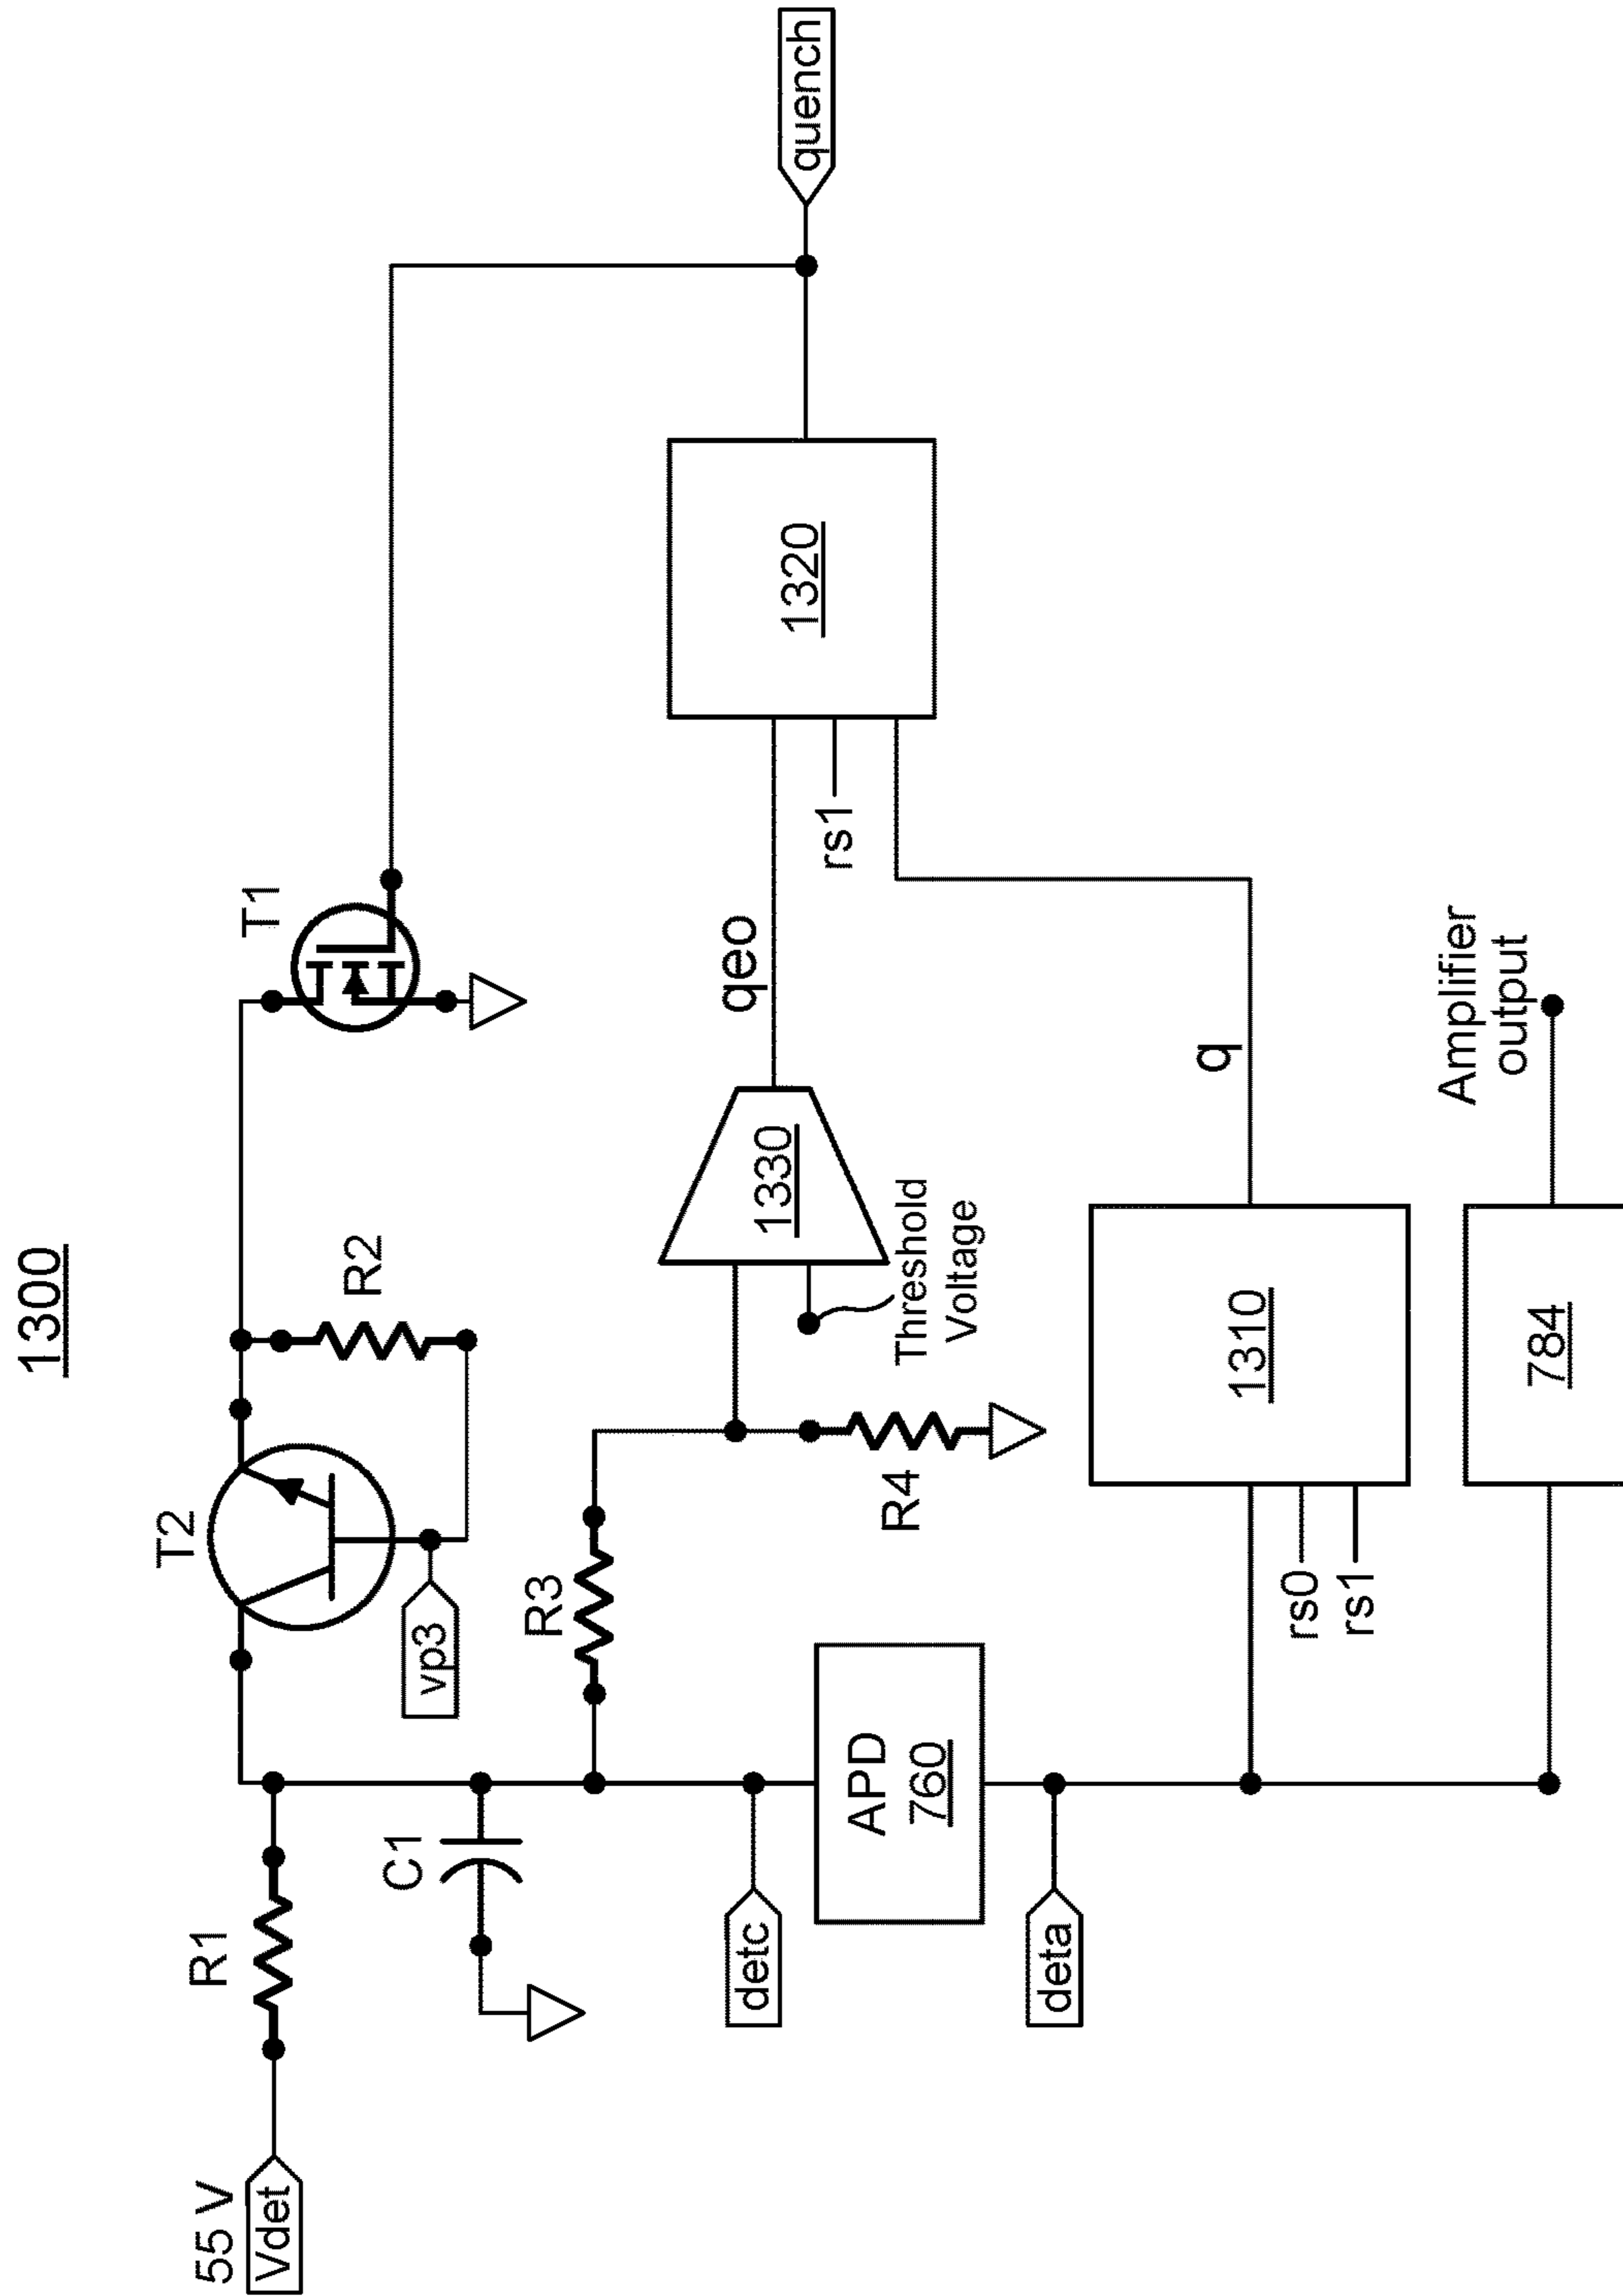 1300
55 V
Vdet
R1
C1
T2
vp3
R2
T1
R3
R4
detc
APD
760
deta
Threshold
Voltage
1330
qeo
rs1
1320
quench
rs0
rs1
1310
q
784
Amplifier
output